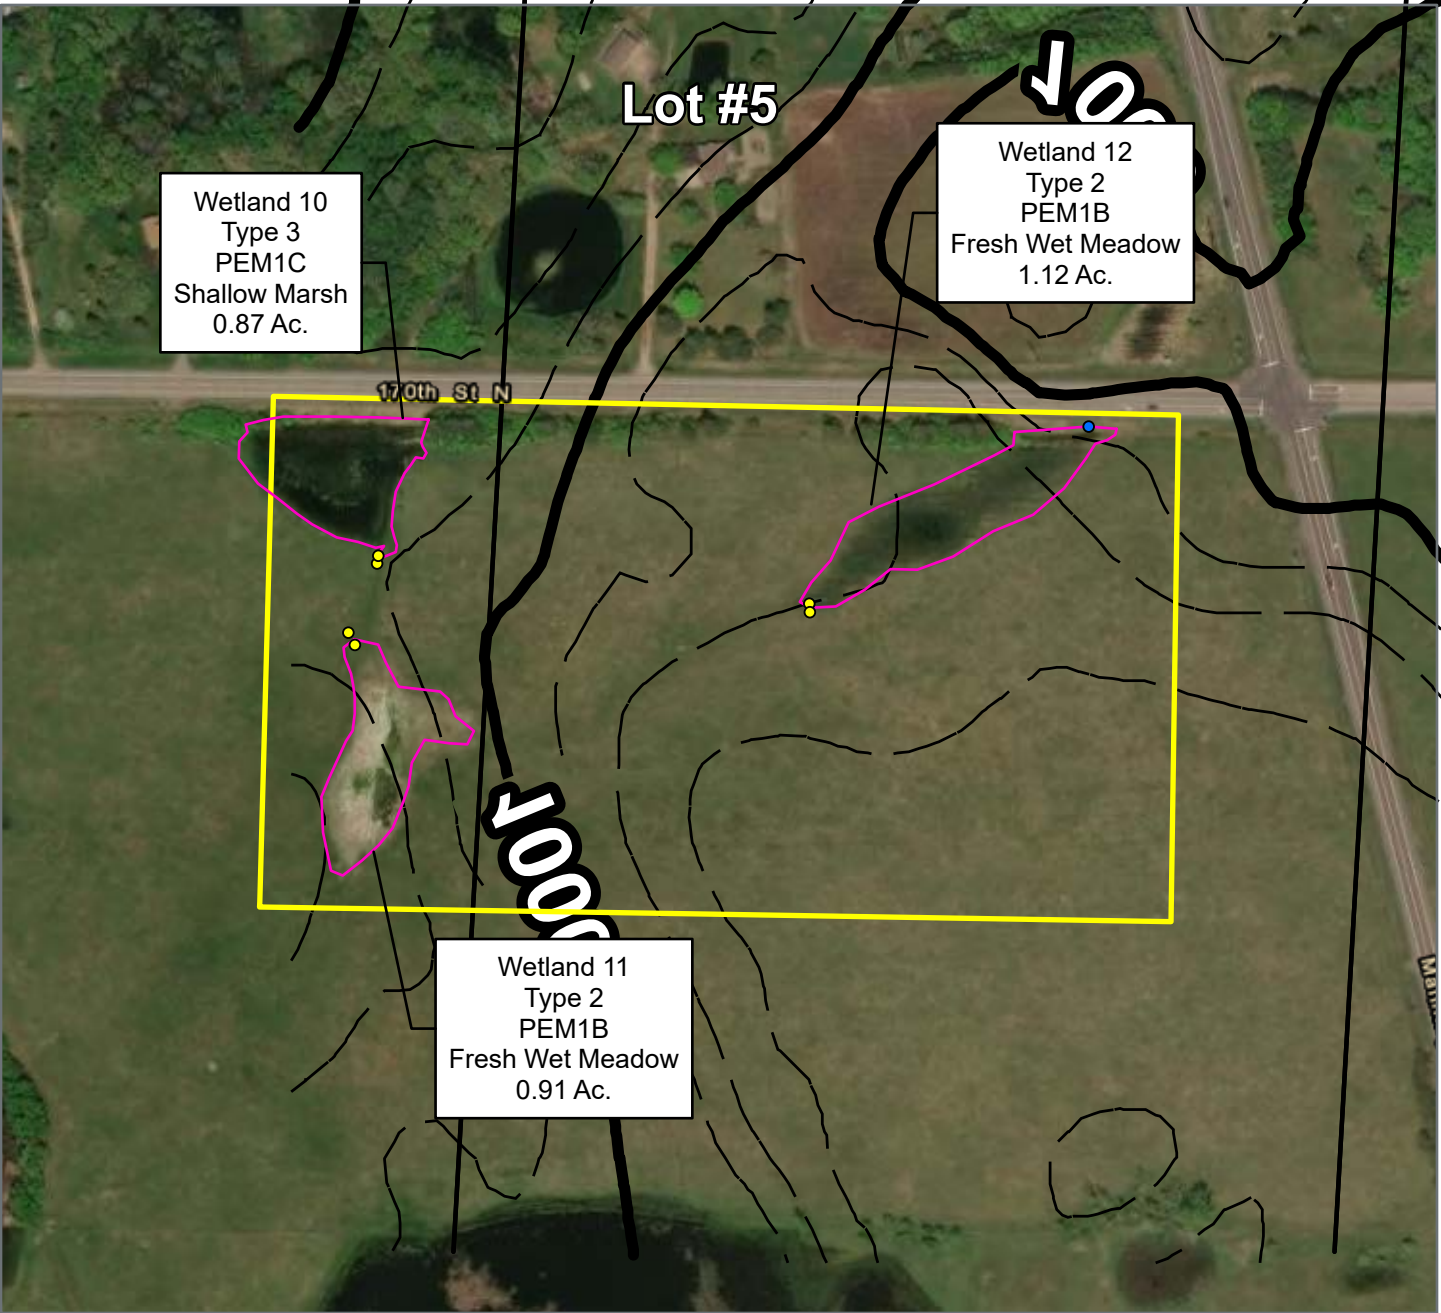 Lot #5
Wetland 12
Type 2
PEM1B
Fresh Wet Meadow
1.12 Ac.
Wetland 10
Type 3
PEM1C
Shallow Marsh
0.87 Ac.
170th St N
Wetland 11
Type 2
PEM1B
Fresh Wet Meadow
0.91 Ac.